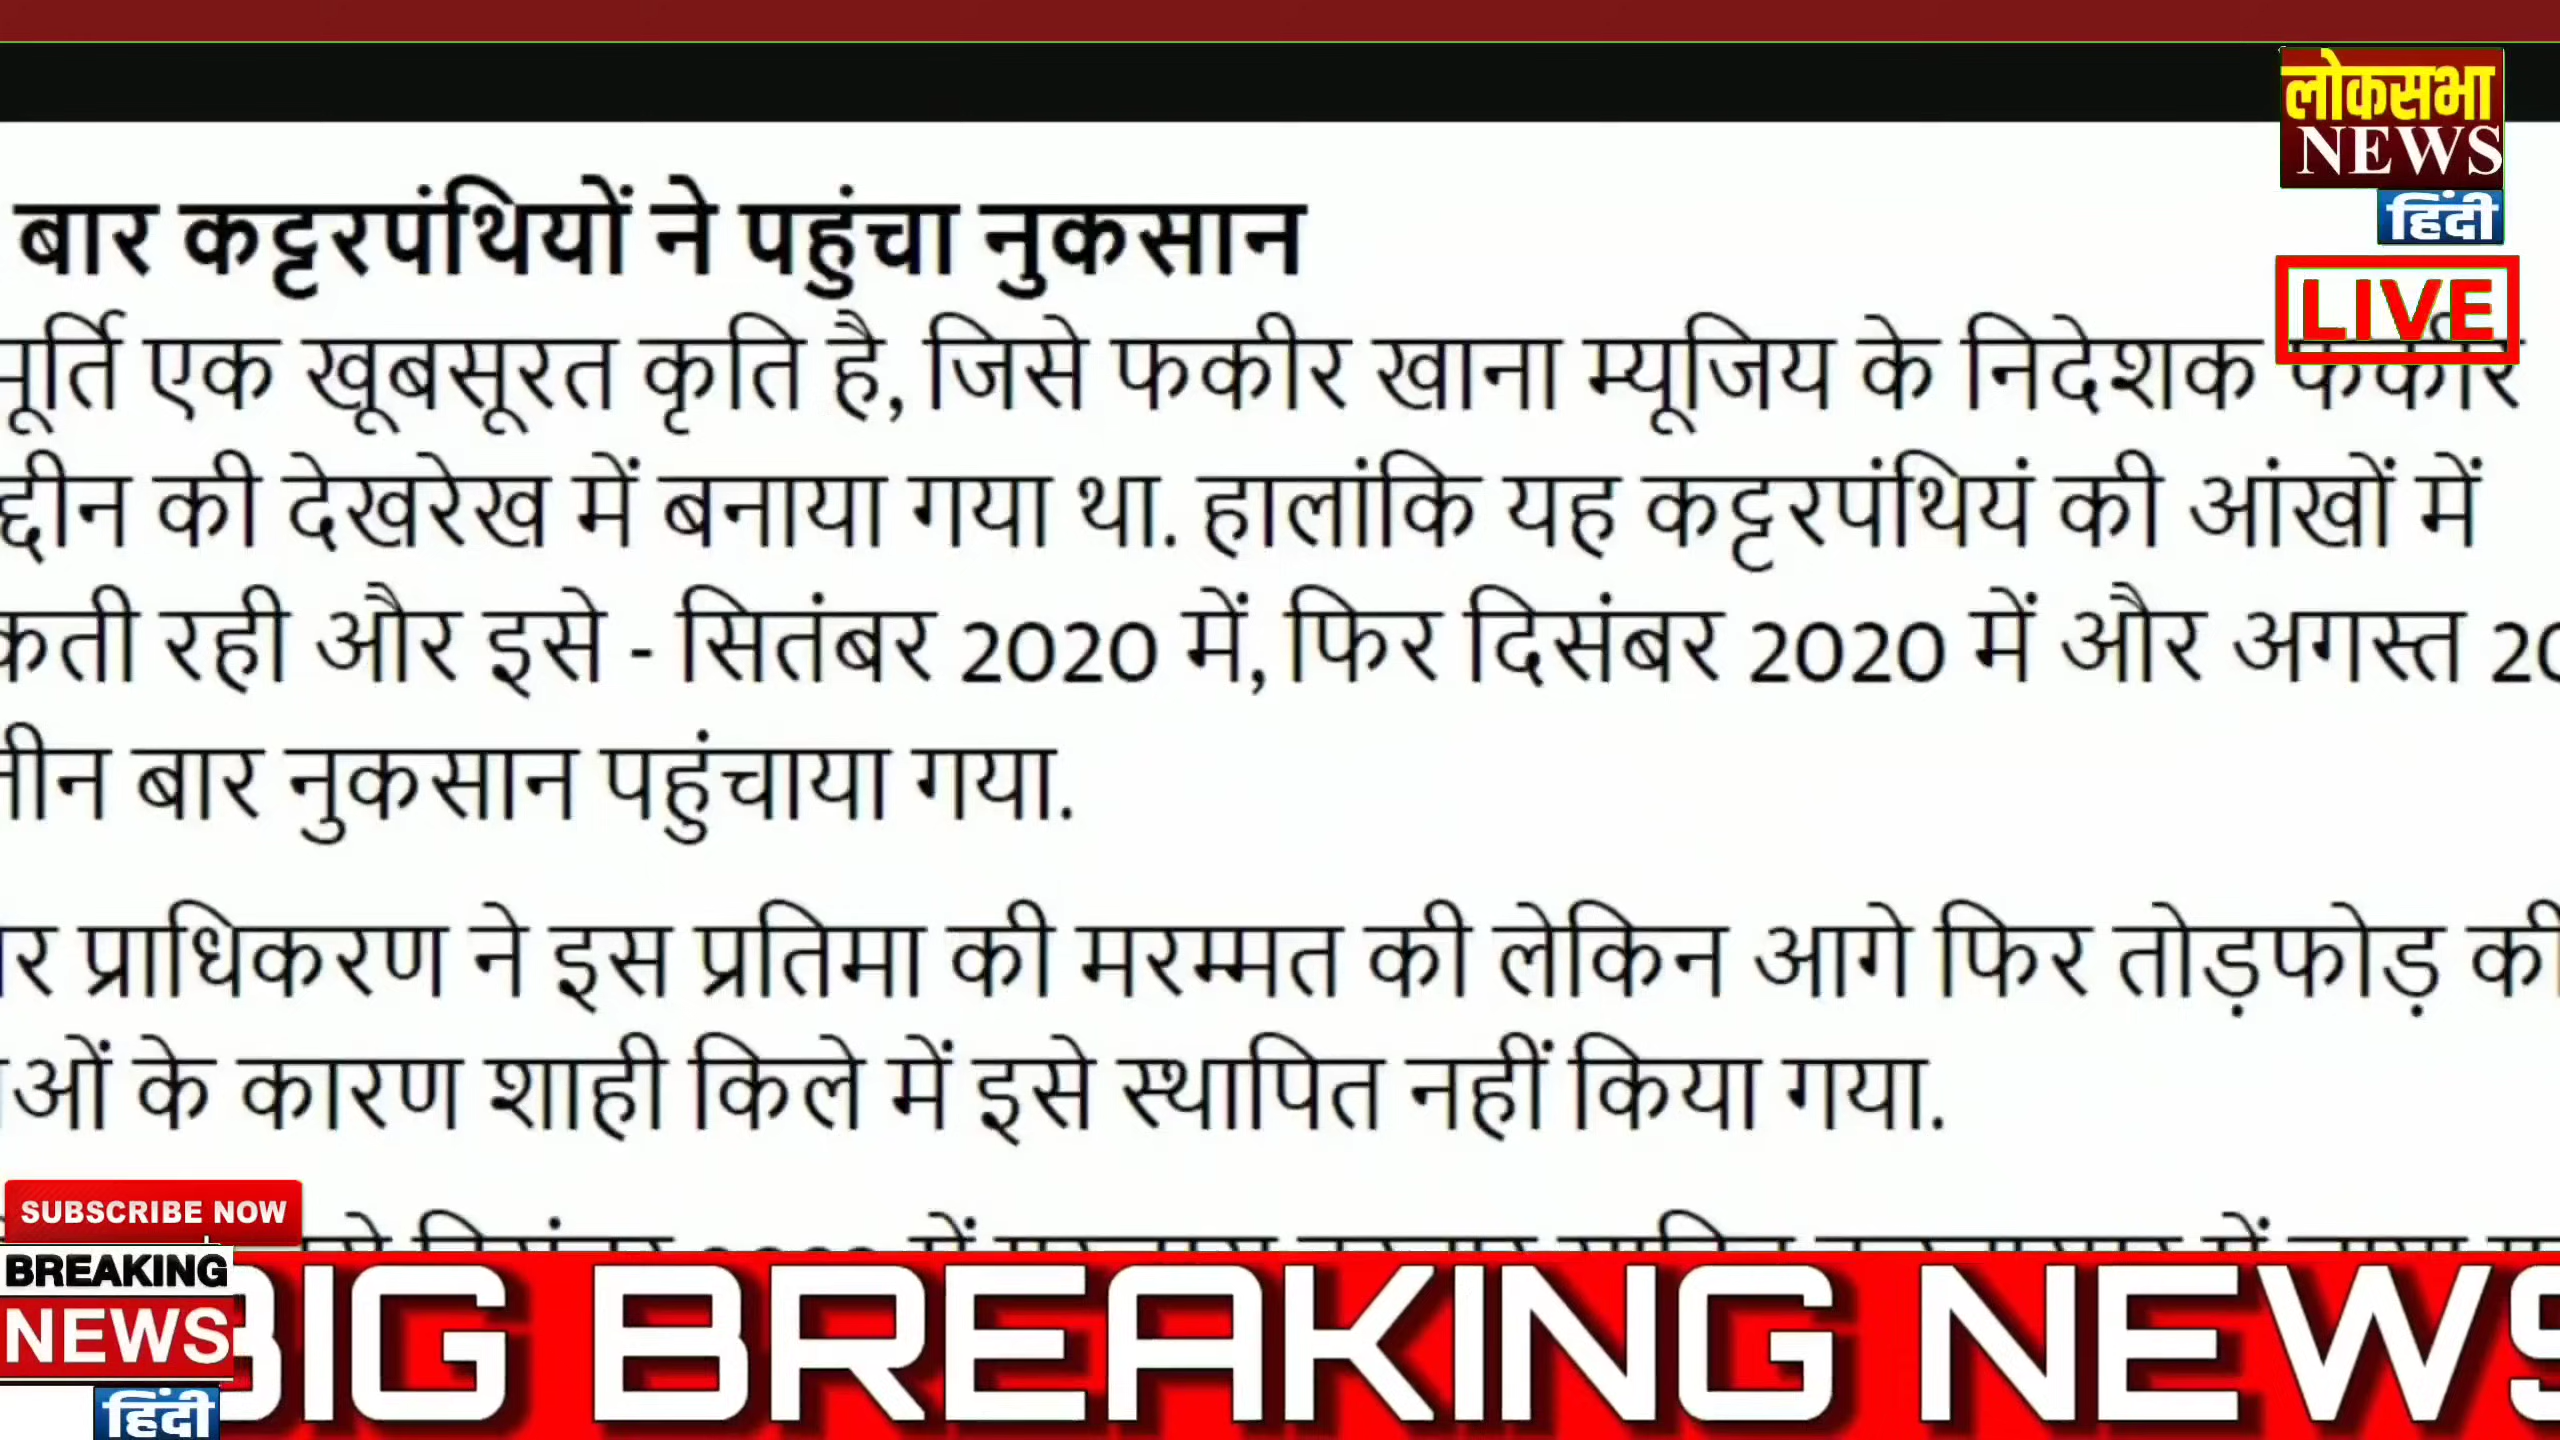 लोकसभा
NEWS
हिंदी
LIVE
बार कट्टरपंथियों ने पहुंचा नुकसान
मूर्ति एक खूबसूरत कृति है, जिसे फकीर खाना म्यूजिय के निदेशक फकीर
द्दीन की देखरेख में बनाया गया था. हालांकि यह कट्टरपंथियं की आंखों में
कती रही और इसे - सितंबर 2020 में, फिर दिसंबर 2020 में और अगस्त 20
तीन बार नुकसान पहुंचाया गया.
र प्राधिकरण ने इस प्रतिमा की मरम्मत की लेकिन आगे फिर तोड़फोड़ की
ओं के कारण शाही किले में इसे स्थापित नहीं किया गया.
SUBSCRIBE NOW
BREAKING
NEWS
हिंदी
BIG BREAKING NEWS